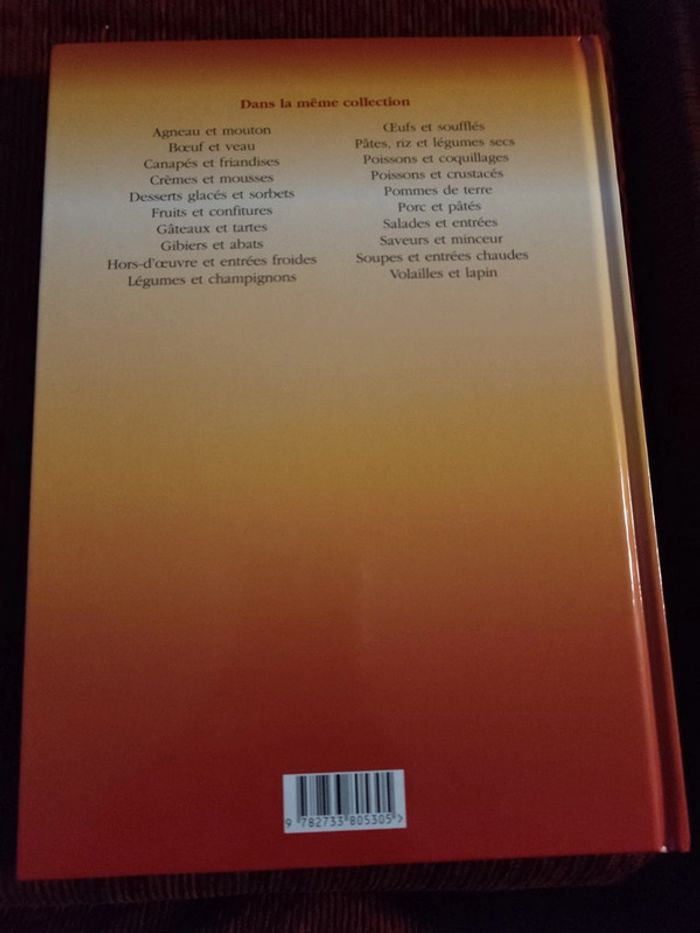 Dans la même collection
Agneau et mouton
Bœuf et veau
Canapés et friandises
Crèmes et mousses
Desserts glacés et sorbets
Fruits et confitures
Gâteaux et tartes
Gibiers et abats
Hors-d'œuvre et entrées froides
Légumes et champignons
Œufs et soufflés
Pâtes, riz et légumes secs
Poissons et coquillages
Poissons et crustacés
Pommes de terre
Porc et pâtés
Salades et entrées
Saveurs et minceur
Soupes et entrées chaudes
Volailles et lapin
9 782733 805305>